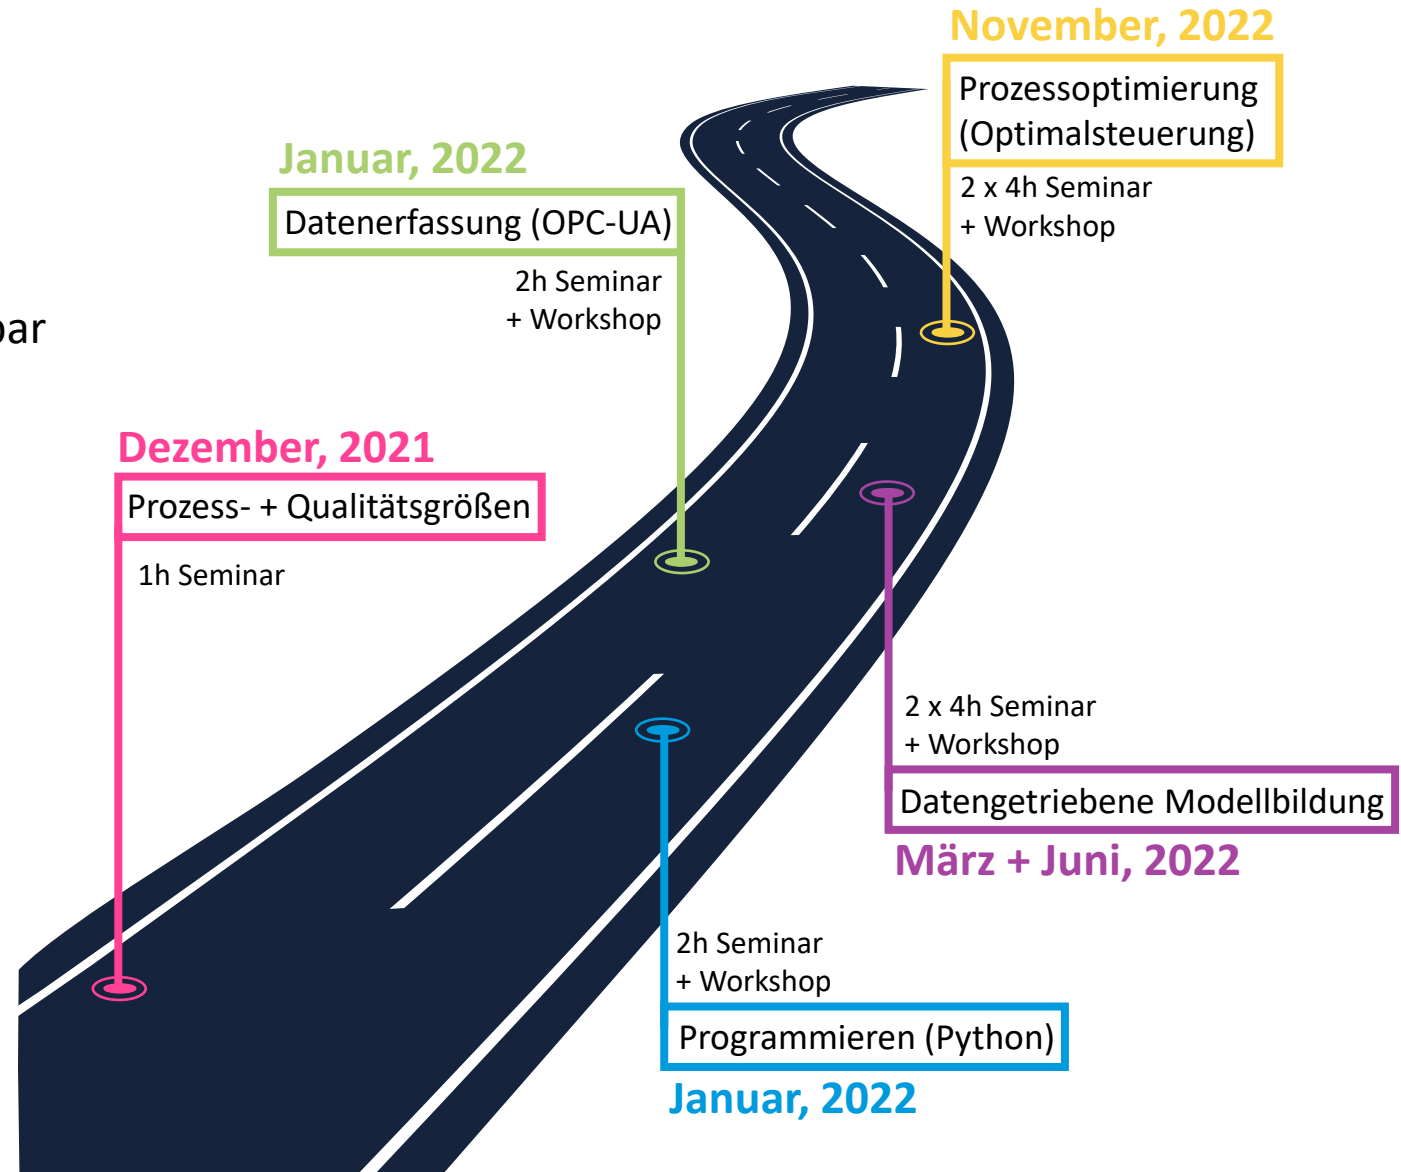 November, 2022
Prozessoptimierung
(Optimalsteuerung)
2 x 4h Seminar
+ Workshop
Januar, 2022
Datenerfassung (OPC-UA)
2h Seminar
+ Workshop
bar
Dezember, 2021
Prozess- + Qualitätsgrößen
1h Seminar
2 x 4h Seminar
+ Workshop
Datengetriebene Modellbildung
März + Juni, 2022
2h Seminar
+ Workshop
Programmieren (Python)
Januar, 2022